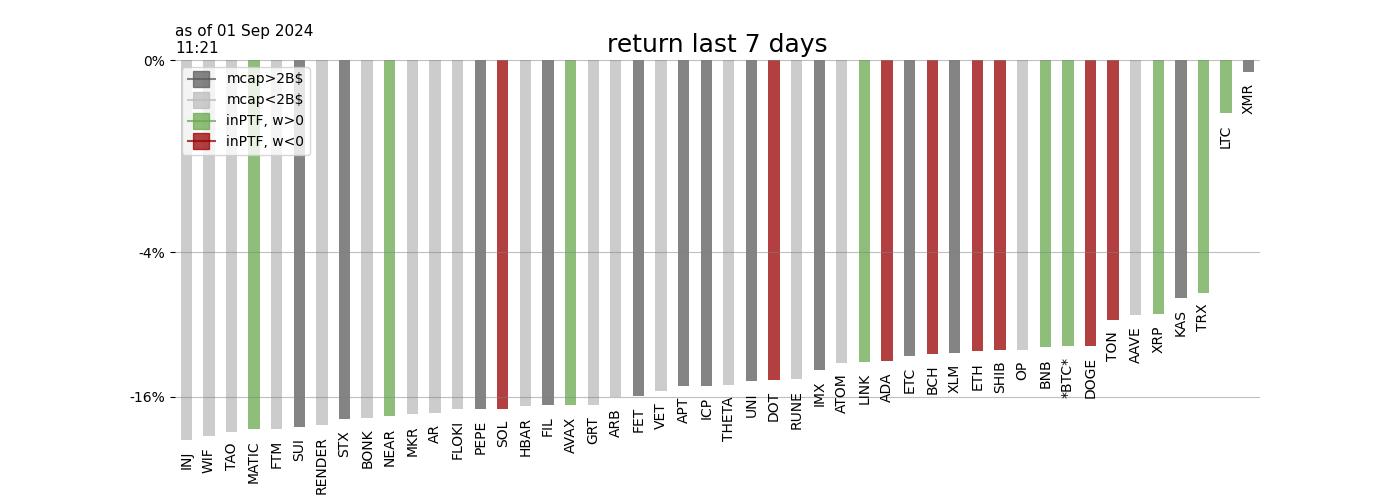 as of 01 Sep 2024
11:21
return last 7 days
0%
-4%
-16%
mcap>2B$
mcap<2B$
inPTF, w>0
inPTF, w<0
INJ
WIF
TAO
MATIC
FTM
SUI
RENDER
STX
BONK
NEAR
MKR
AR
FLOKI
PEPE
SOL
HBAR
FIL
AVAX
GRT
ARB
FET
VET
APT
ICP
THETA
UNI
DOT
RUNE
IMX
ATOM
LINK
ADA
ETC
BCH
XLM
ETH
SHIB
OP
BNB
*BTC*
DOGE
TON
AAVE
XRP
KAS
TRX
LTC
XMR